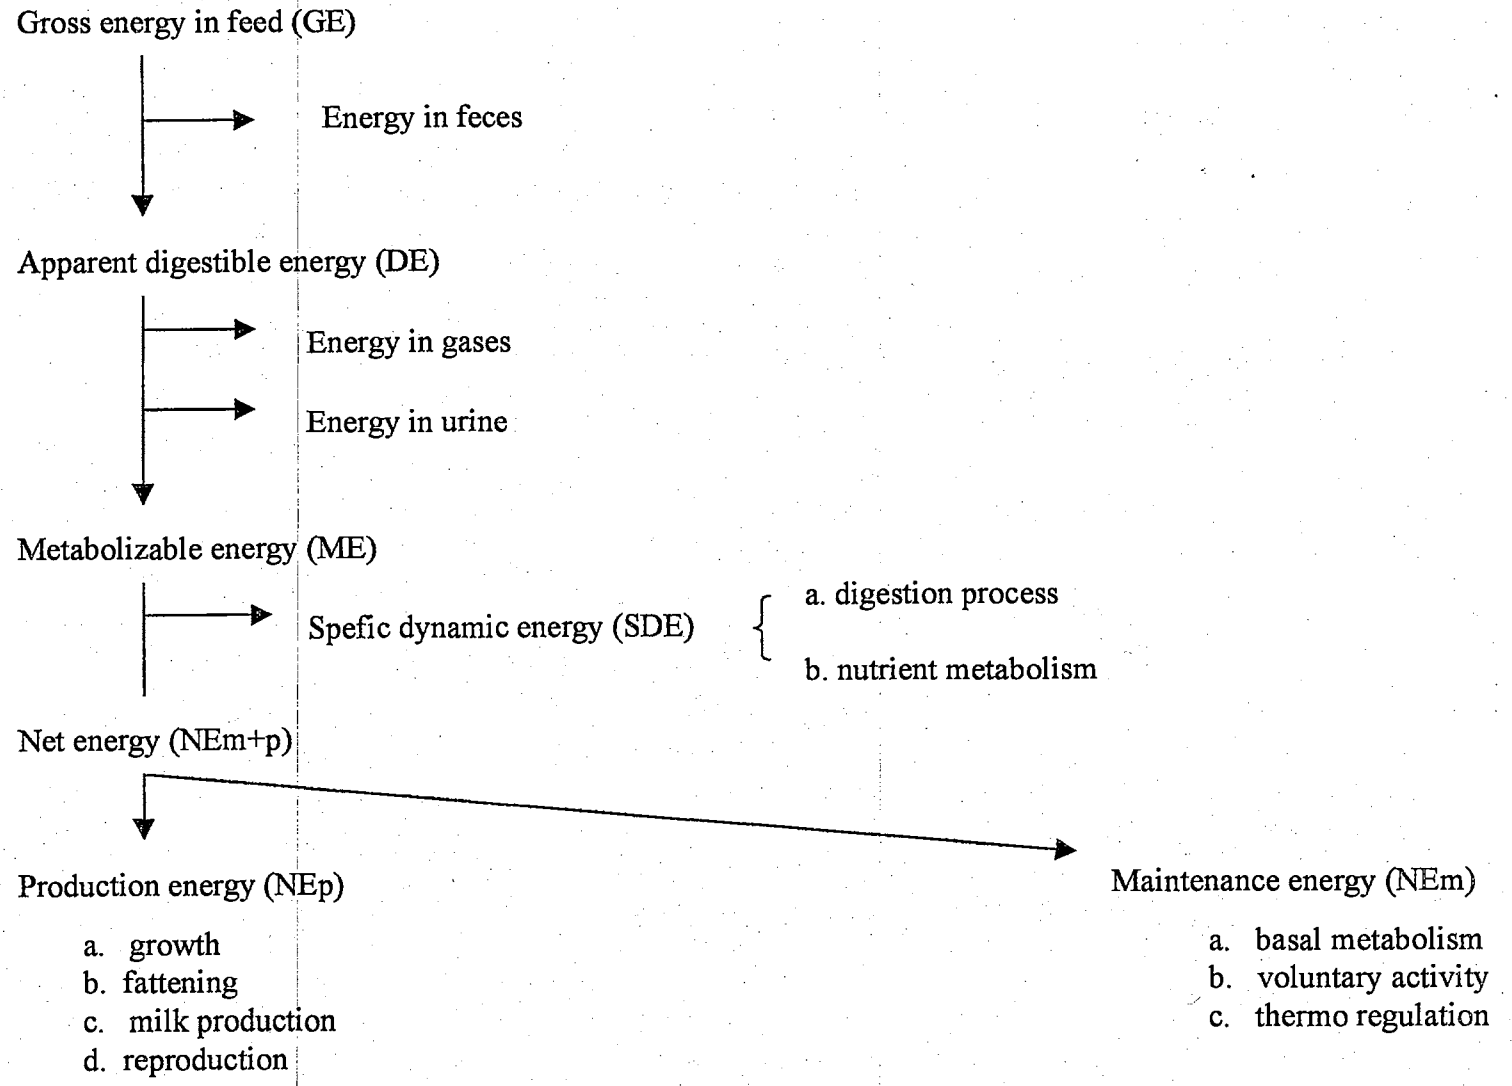 Gross energy in feed (GE)
Energy in feces
Apparent digestible energy (DE)
Energy in gases
Energy in urine
Metabolizable energy (ME)
a. digestion process
Spefic dynamic energy (SDE)
b. nutrient metabolism
Net energy (NEm+p)
Production energy (NEp)
a. growth
b. fattening
c. milk production
d. reproduction
Maintenance energy (NEm)
a. basal metabolism
b. voluntary activity
c. thermo regulation